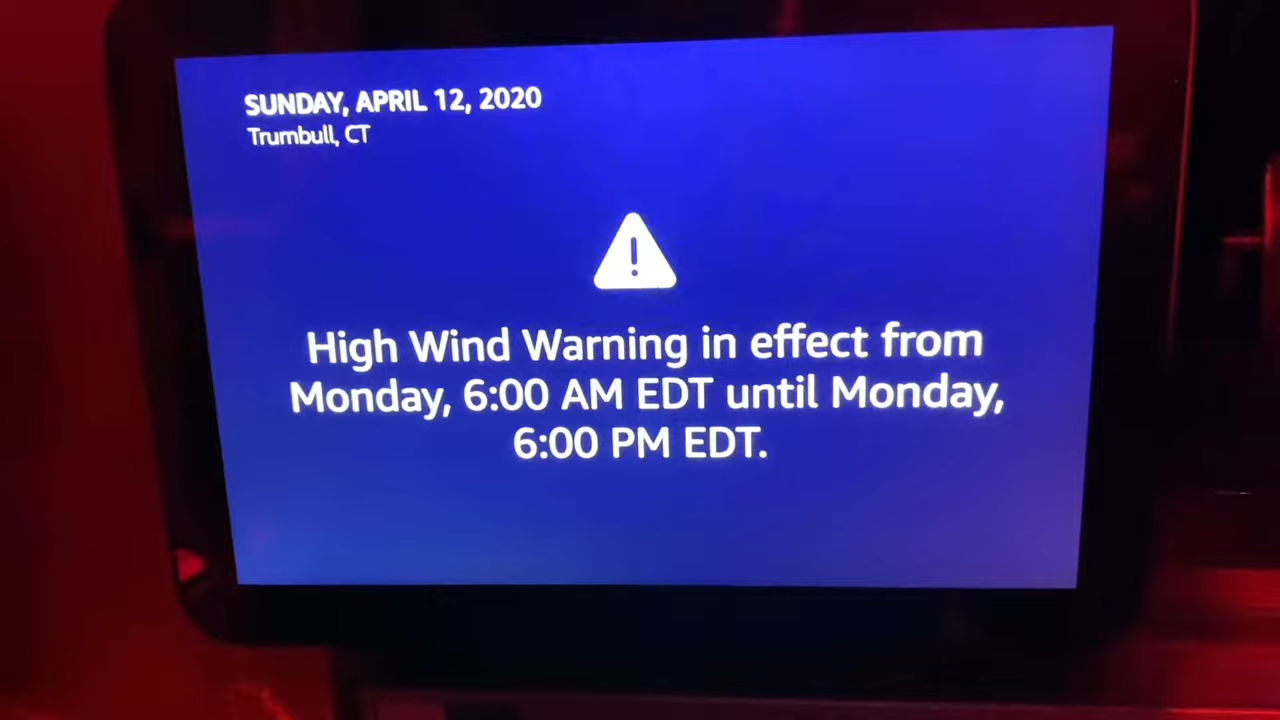 SUNDAY, APRIL 12, 2020
Trumbull, CT
High Wind Warning in effect from
Monday, 6:00 AM EDT until Monday,
6:00 PM EDT.